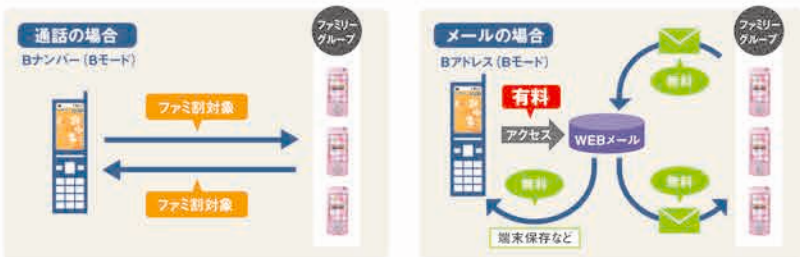 通話の場合
Bナンバー(Bモード)
ファミリー
グループ
ファミ割対象
ファミ割対象
メールの場合
Bアドレス(Bモード)
ファミリー
グループ
有料
アクセス
WEBメール
無料
無料
無料
端末保存など